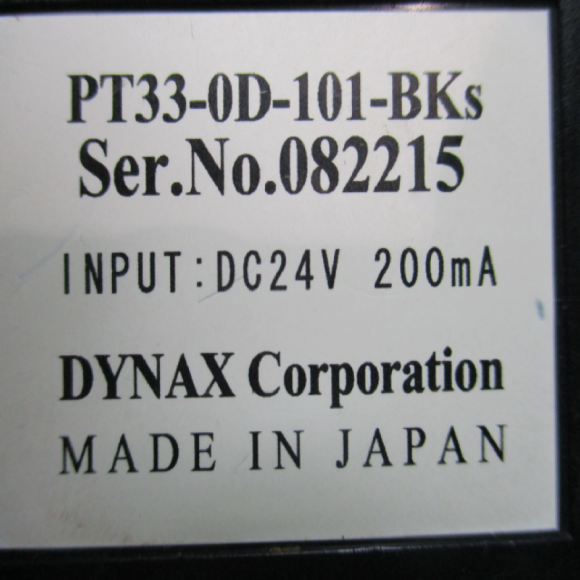 PT33-0D-101-BKs
Ser.No.082215
INPUT:DC24V 200mA
DYNAX Corporation
MADE IN JAPAN